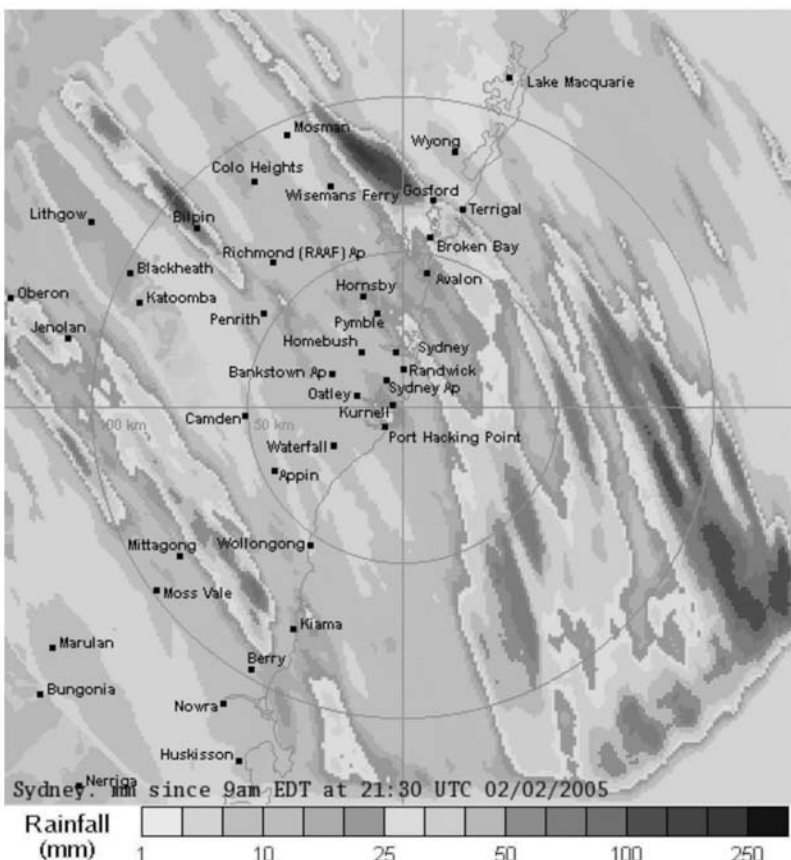 Lake Macquarie
Mosman
Wyong
Colo Heights
Wisemans Ferry
Gosford
Terrigal
Lithgow
Bilpin
Broken Bay
Richmond (RAAF) Ap
Blackheath
Avalon
Hornsby
Oberon
Katoomba
Penrith
Pymble
Jenolan
Homebush
Sydney
Bankstown Ap
Randwick
Sydney Ap
Oatley
Kurnell
Camden
100 km
50 km
Port Hacking Point
Waterfall
Appin
Mittagong
Wollongong
Moss Vale
Kiama
Marulan
Berry
Bungonia
Nowra
Huskisson
Nerriga
Sydney. mm since 9am EDT at 21:30 UTC 02/02/2005
Rainfall
(mm)
1 10 25 50 100 250